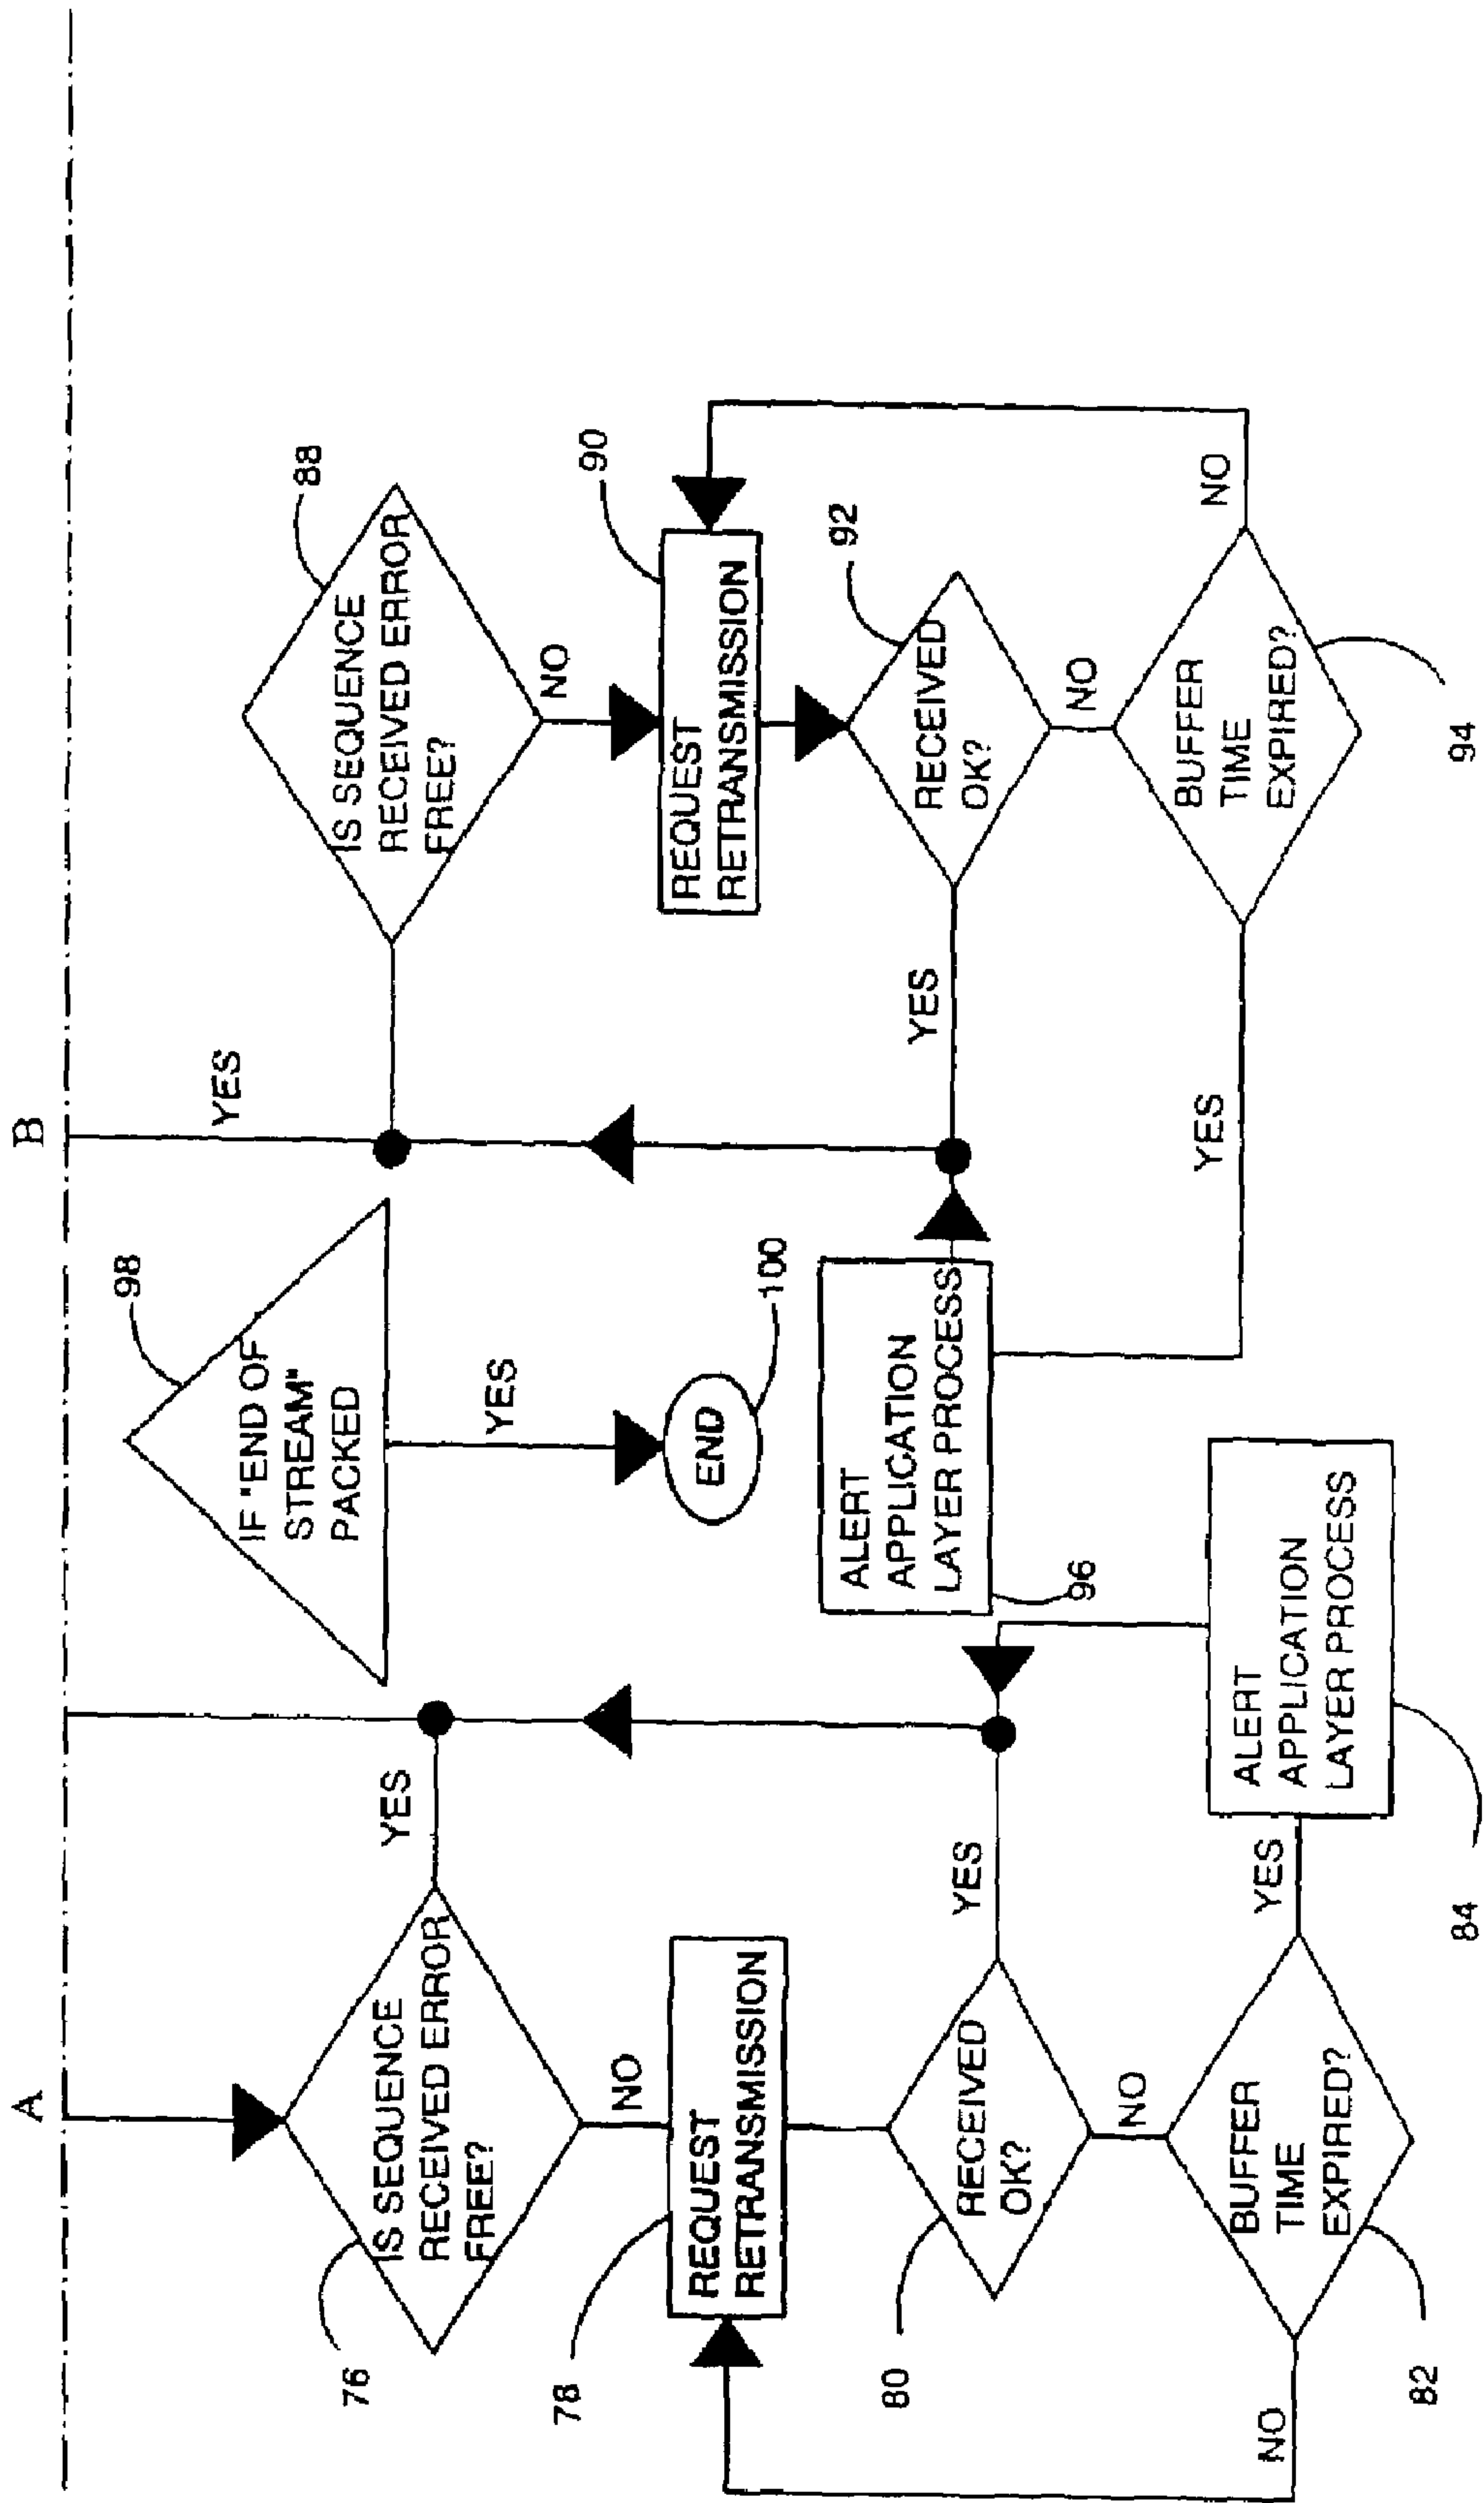 A
B
76
IS SEQUENCE
RECEIVED ERROR
FREE?
YES
NO
78
REQUEST
RETRANSMISSION
80
RECEIVED
OK?
YES
NO
82
BUFFER
TIME
EXPIRED?
NO
YES
84
ALERT
APPLICATION
LAYER PROCESS
98
IF "END OF
STREAM"
PACKED
YES
END
100
ALERT
APPLICATION
LAYER PROCESS
96
YES
88
IS SEQUENCE
RECEIVED ERROR
FREE?
NO
90
REQUEST
RETRANSMISSION
92
RECEIVED
OK?
YES
NO
BUFFER
TIME
EXPIRED?
YES
NO
94